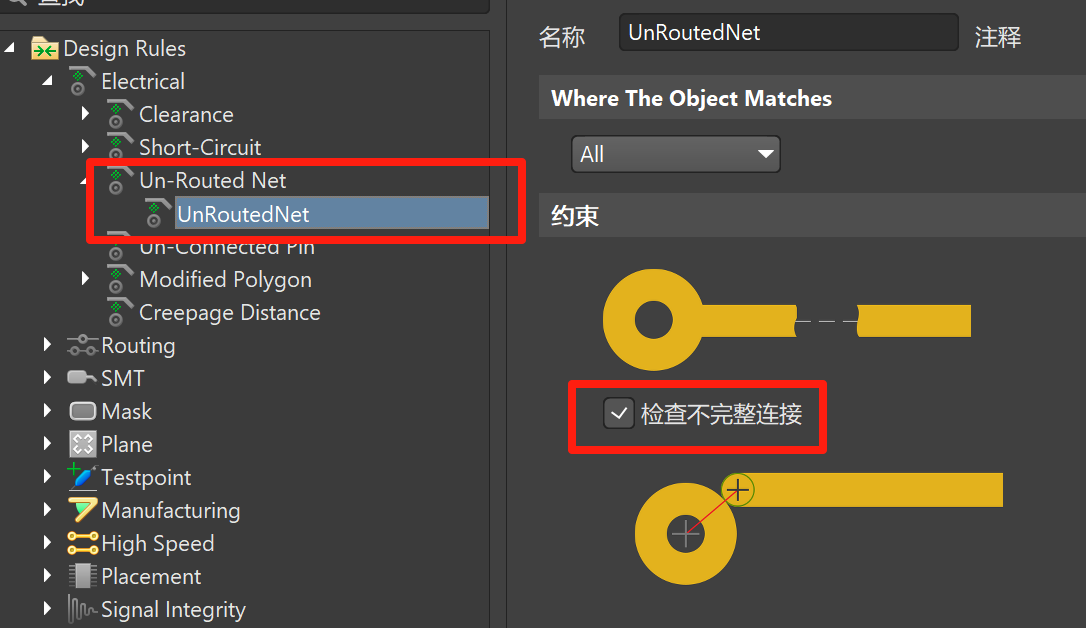 查找
Design Rules
Electrical
Clearance
Short-Circuit
Un-Routed Net
UnRoutedNet
Un-Connected Pin
Modified Polygon
Creepage Distance
Routing
SMT
Mask
Plane
Testpoint
Manufacturing
High Speed
Placement
Signal Integrity
名称 UnRoutedNet 注释
Where The Object Matches
All
约束
检查不完整连接